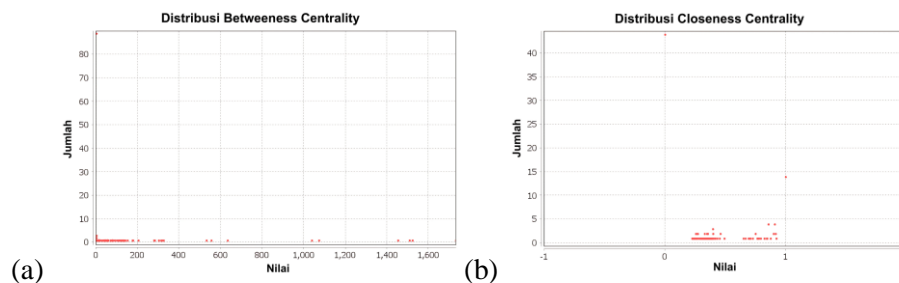 Distribusi Betweeness Centrality
80
70
60
50
40
30
20
10
0
Jumlah
0 200 400 600 800 1,000 1,200 1,400 1,600
Nilai
(a)
Distribusi Closeness Centrality
40
35
30
25
20
15
10
5
0
Jumlah
-1 0 1
Nilai
(b)